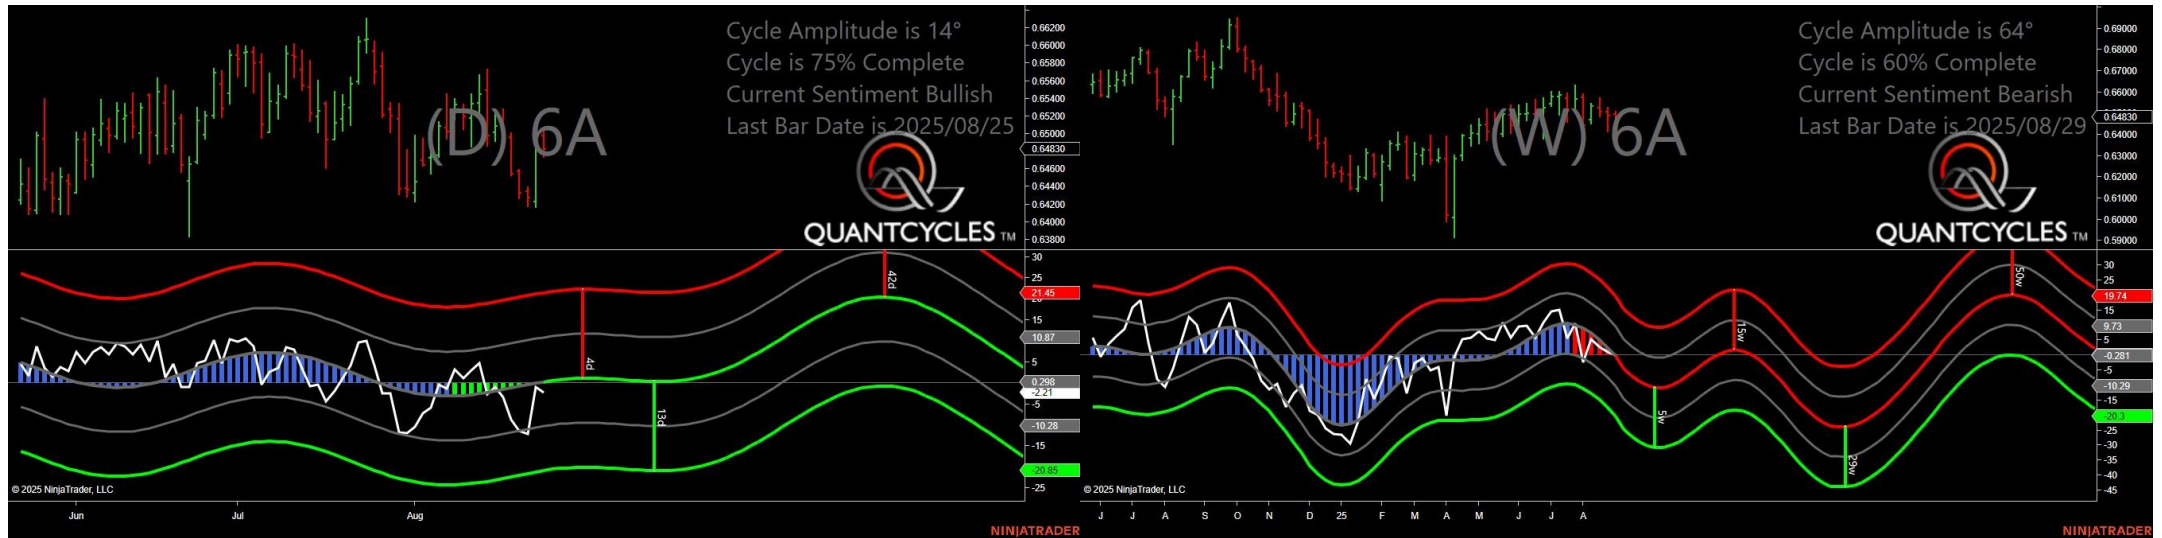 Cycle Amplitude is 14°
Cycle is 75% Complete
Current Sentiment Bullish
Last Bar Date is 2025/08/25
(D) 6A
QUANTCYCLES TM
0.66200
0.66000
0.65800
0.65600
0.65400
0.65200
0.65000
0.64830
0.64600
0.64400
0.64200
0.64000
0.63800
30
25
21.45
15
10.87
5
0.298
-2.21
-5
-10.28
-15
-20.85
-25
4d
13d
42d
© 2025 NinjaTrader, LLC
Jun
Jul
Aug
NINJATRADER
Cycle Amplitude is 64°
Cycle is 60% Complete
Current Sentiment Bearish
Last Bar Date is 2025/08/29
(W) 6A
QUANTCYCLES TM
0.69000
0.68000
0.67000
0.66000
0.64830
0.64000
0.63000
0.62000
0.61000
0.60000
0.59000
30
25
19.74
15
9.73
5
-0.281
-5
-10.29
-15
-20.3
-25
-30
-35
-40
-45
5w
15w
29w
50w
© 2025 NinjaTrader, LLC
J J A S O N D 25 F M A M J J A
NINJATRADER